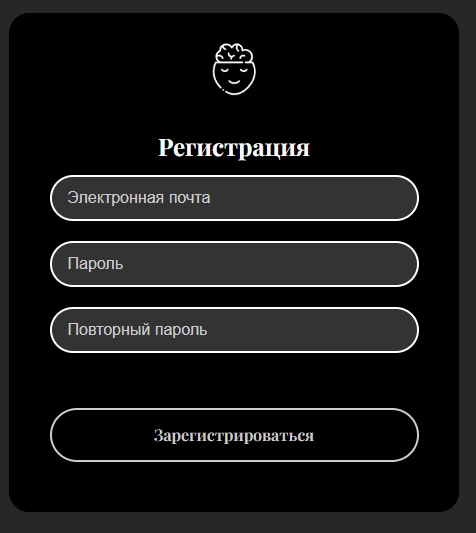 Регистрация
Электронная почта
Пароль
Повторный пароль
Зарегистрироваться